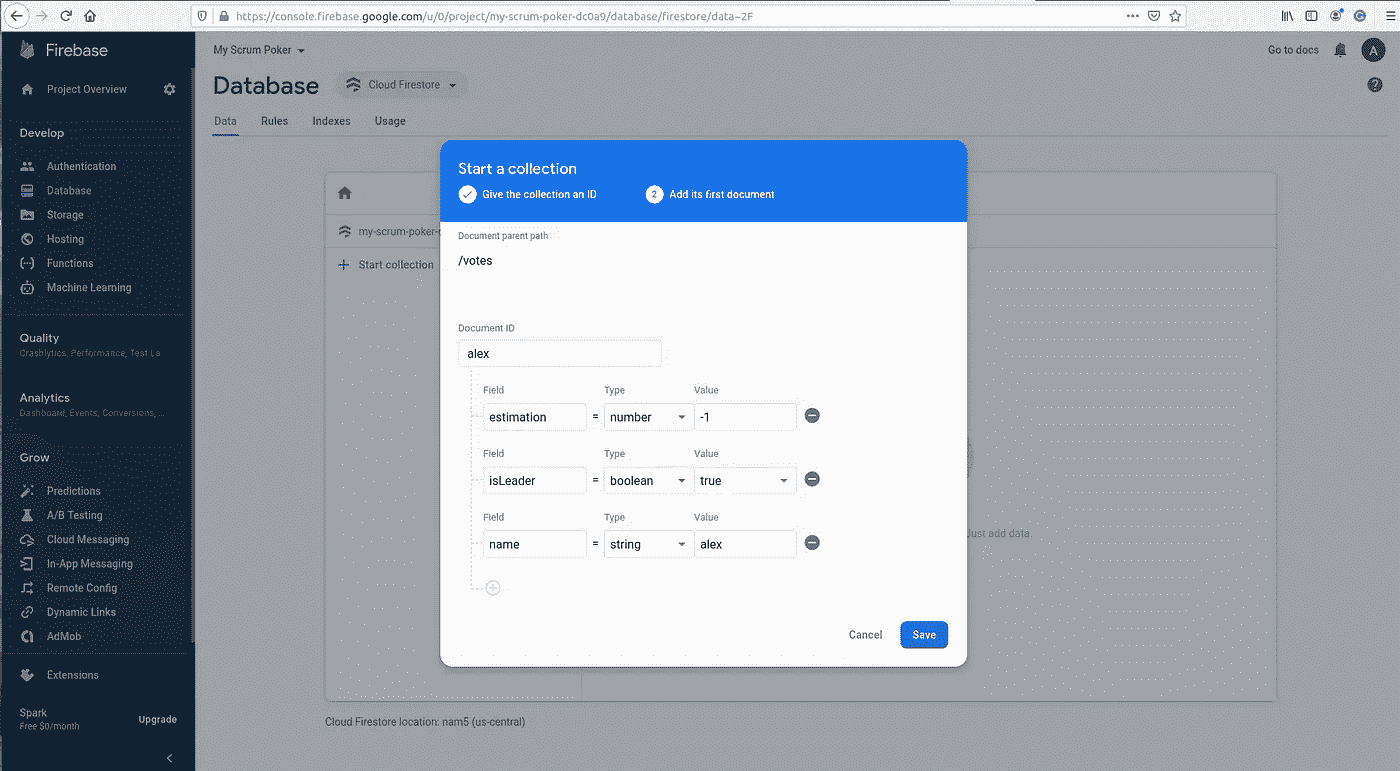 https://console.firebase.google.com/u/0/project/my-scrum-poker-dc0a9/database/firestore/data~2F
Firebase
My Scrum Poker
Go to docs
A
Project Overview
Database
Cloud Firestore
Data Rules Indexes Usage
Develop
Authentication
Database
Storage
Hosting
Functions
Machine Learning
Quality
Crashlytics, Performance, Test La
Analytics
Dashboard, Events, Conversions, ...
Grow
Predictions
A/B Testing
Cloud Messaging
In-App Messaging
Remote Config
Dynamic Links
AdMob
Extensions
Spark
Free $0/month
Upgrade
my-scrum-poker-
Start collection
Start a collection
Give the collection an ID
2 Add its first document
Document parent path
/votes
Document ID
alex
Field Type Value
estimation = number -1
Field Type Value
isLeader = boolean true
Field Type Value
name = string alex
Just add data.
Cancel Save
Cloud Firestore location: nam5 (us-central)